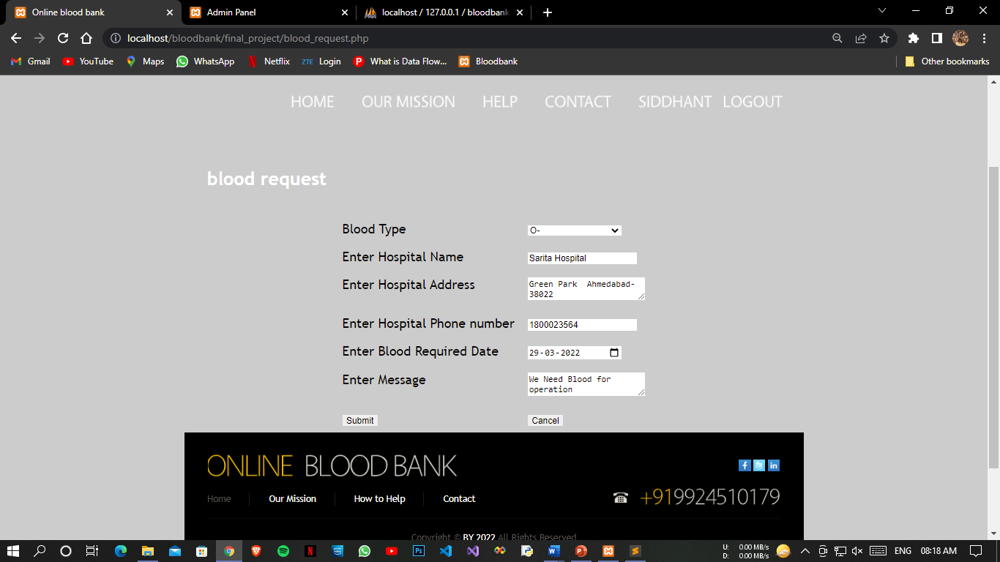 Online blood bank
Admin Panel
localhost / 127.0.0.1 / bloodbank
localhost/bloodbank/final_project/blood_request.php
Gmail YouTube Maps WhatsApp Netflix ZTE Login What is Data Flow... Bloodbank Other bookmarks
HOME OUR MISSION HELP CONTACT SIDDHANT LOGOUT
blood request
Blood Type O-
Enter Hospital Name Sarita Hospital
Enter Hospital Address Green Park Ahmedabad-
38022
Enter Hospital Phone number 1800023564
Enter Blood Required Date 29-03-2022
Enter Message We Need Blood for
operation
Submit Cancel
ONLINE BLOOD BANK
Home Our Mission How to Help Contact
+919924510179
Copyright © BY 2022 All Rights Reserved
U: 0.00 MB/s
D: 0.00 MB/s
ENG 08:18 AM